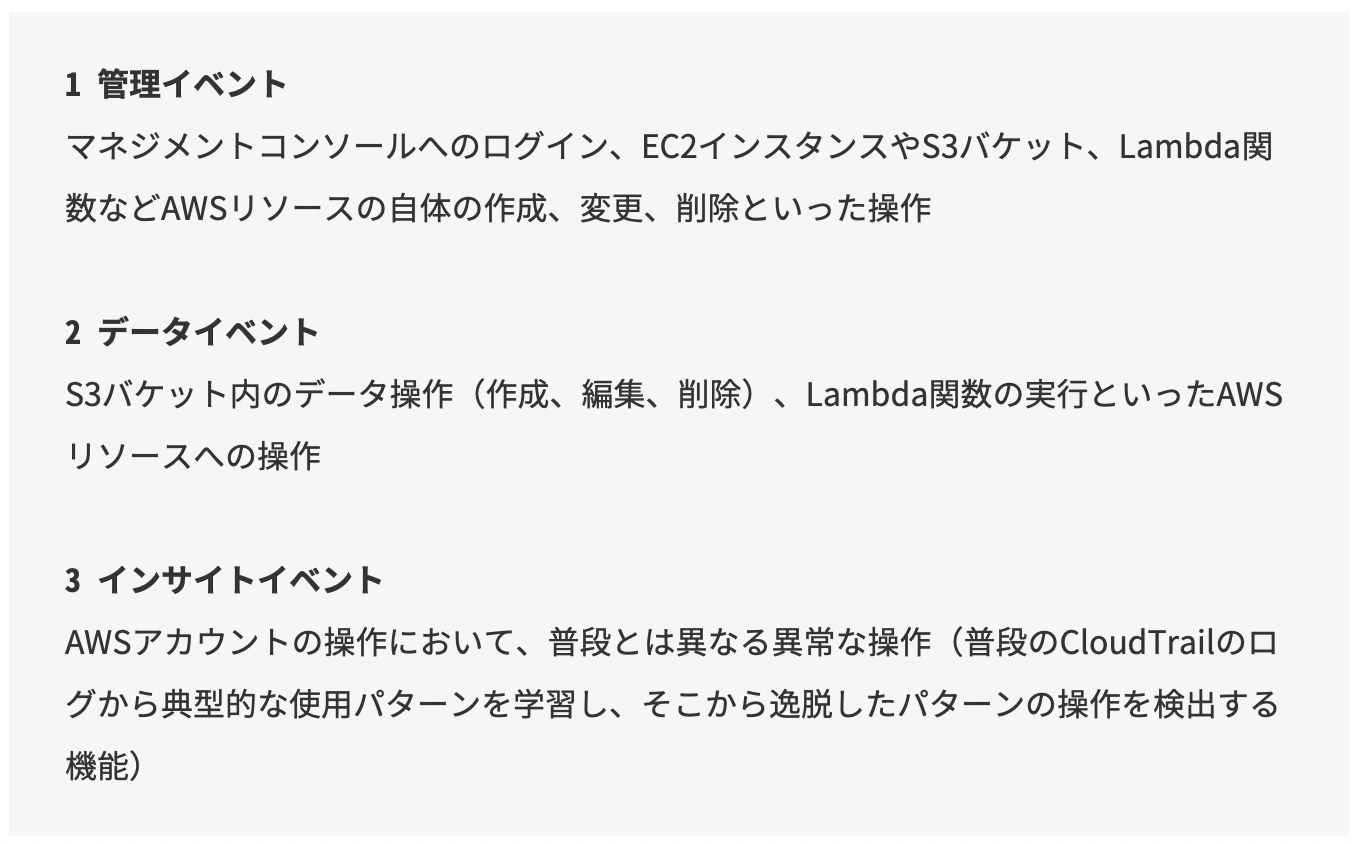 1 管理イベント
マネジメントコンソールへのログイン、EC2インスタンスやS3バケット、Lambda関
数などAWSリソースの自体の作成、変更、削除といった操作
2 データイベント
S3バケット内のデータ操作（作成、編集、削除）、Lambda関数の実行といったAWS
リソースへの操作
3 インサイトイベント
AWSアカウントの操作において、普段とは異なる異常な操作（普段のCloudTrailのロ
グから典型的な使用パターンを学習し、そこから逸脱したパターンの操作を検出する
機能）